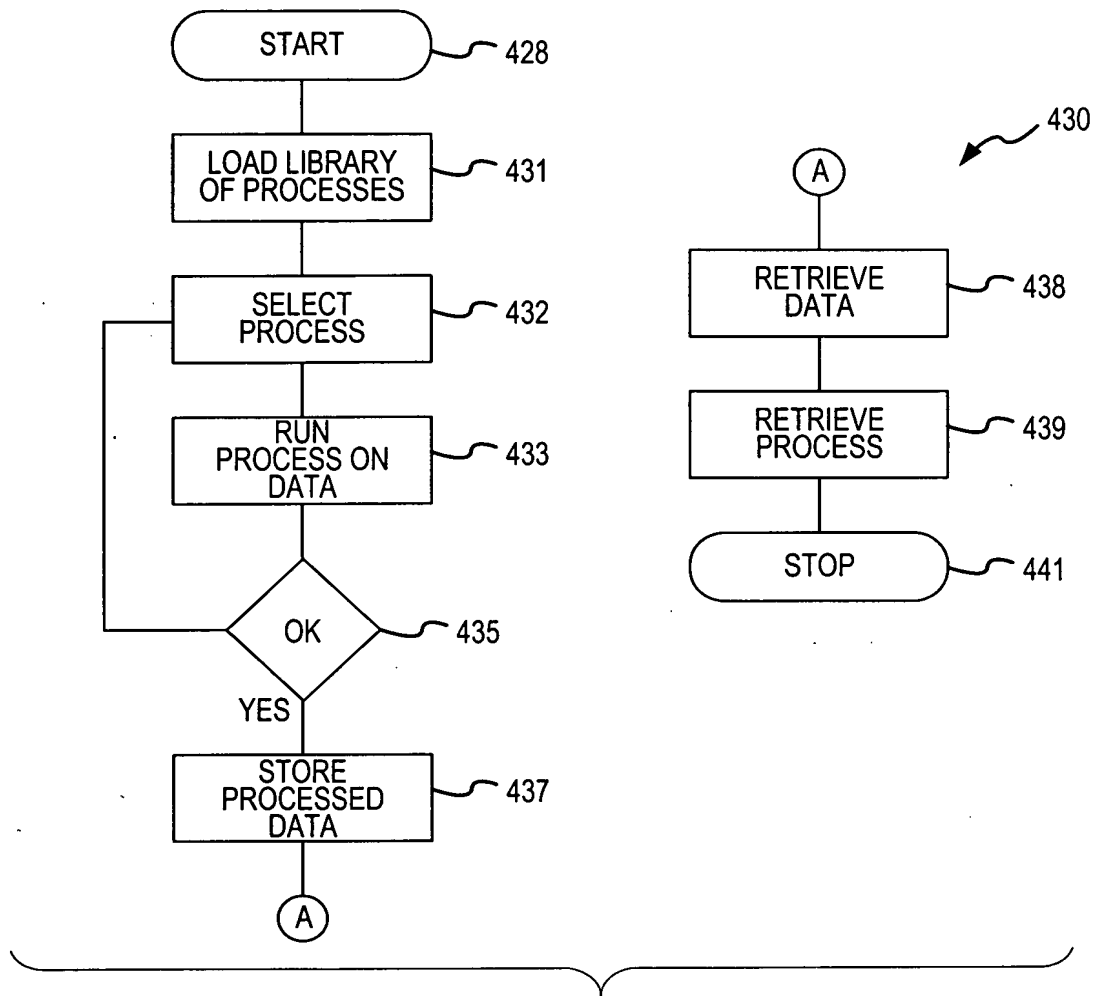 START
428
LOAD LIBRARY
OF PROCESSES
431
SELECT
PROCESS
432
RUN
PROCESS ON
DATA
433
OK
435
YES
STORE
PROCESSED
DATA
437
A
430
A
RETRIEVE
DATA
438
RETRIEVE
PROCESS
439
STOP
441